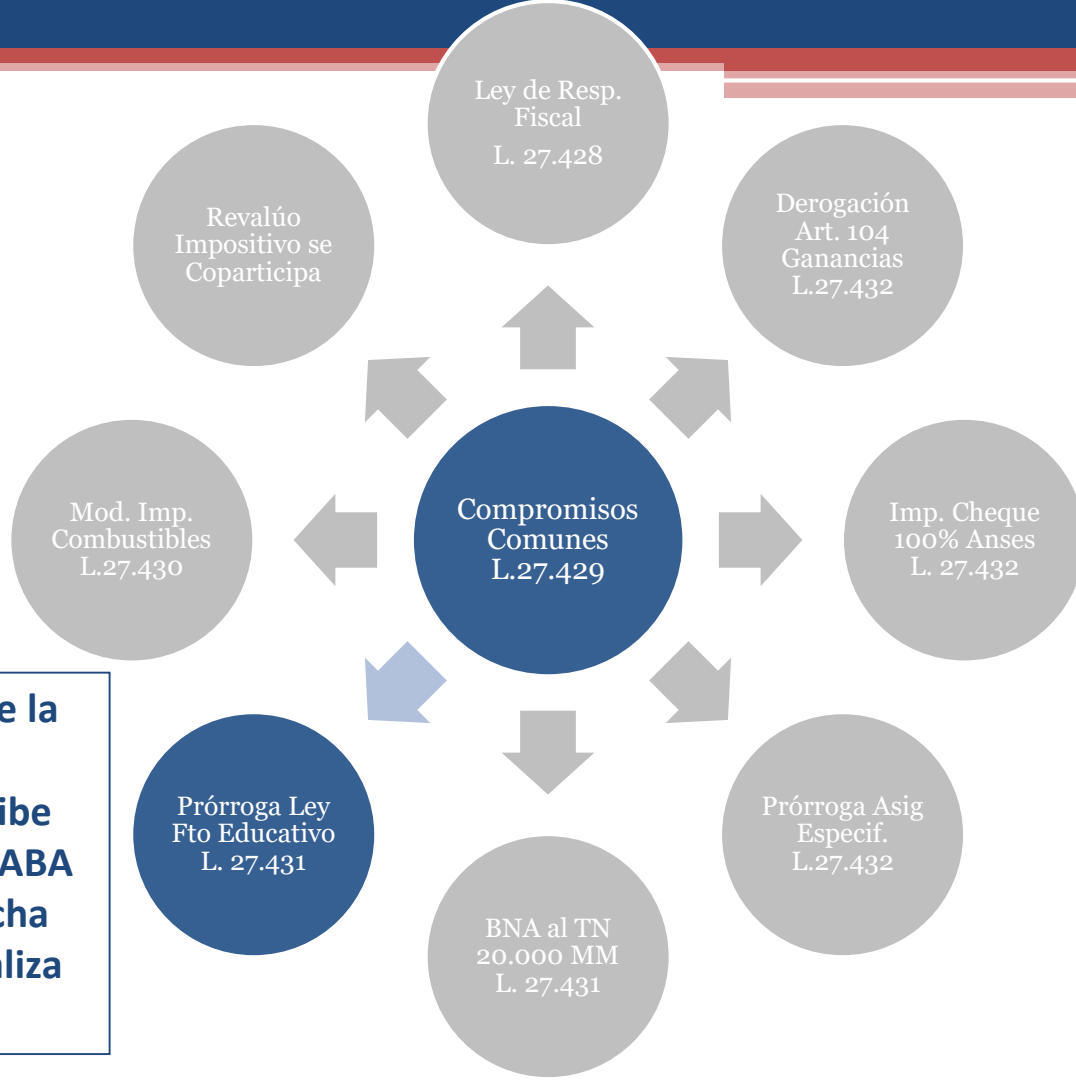 Ley de Resp.
Fiscal
L. 27.428
Derogación
Art. 104
Ganancias
L.27.432
Revalúo
Impositivo se
Coparticipa
Compromisos
Comunes
L.27.429
Imp. Cheque
100% Anses
L. 27.432
Mod. Imp.
Combustibles
L.27.430
Prórroga Ley
Fto Educativo
L. 27.431
Prórroga Asig
Especif.
L.27.432
BNA al TN
20.000 MM
L. 27.431
la